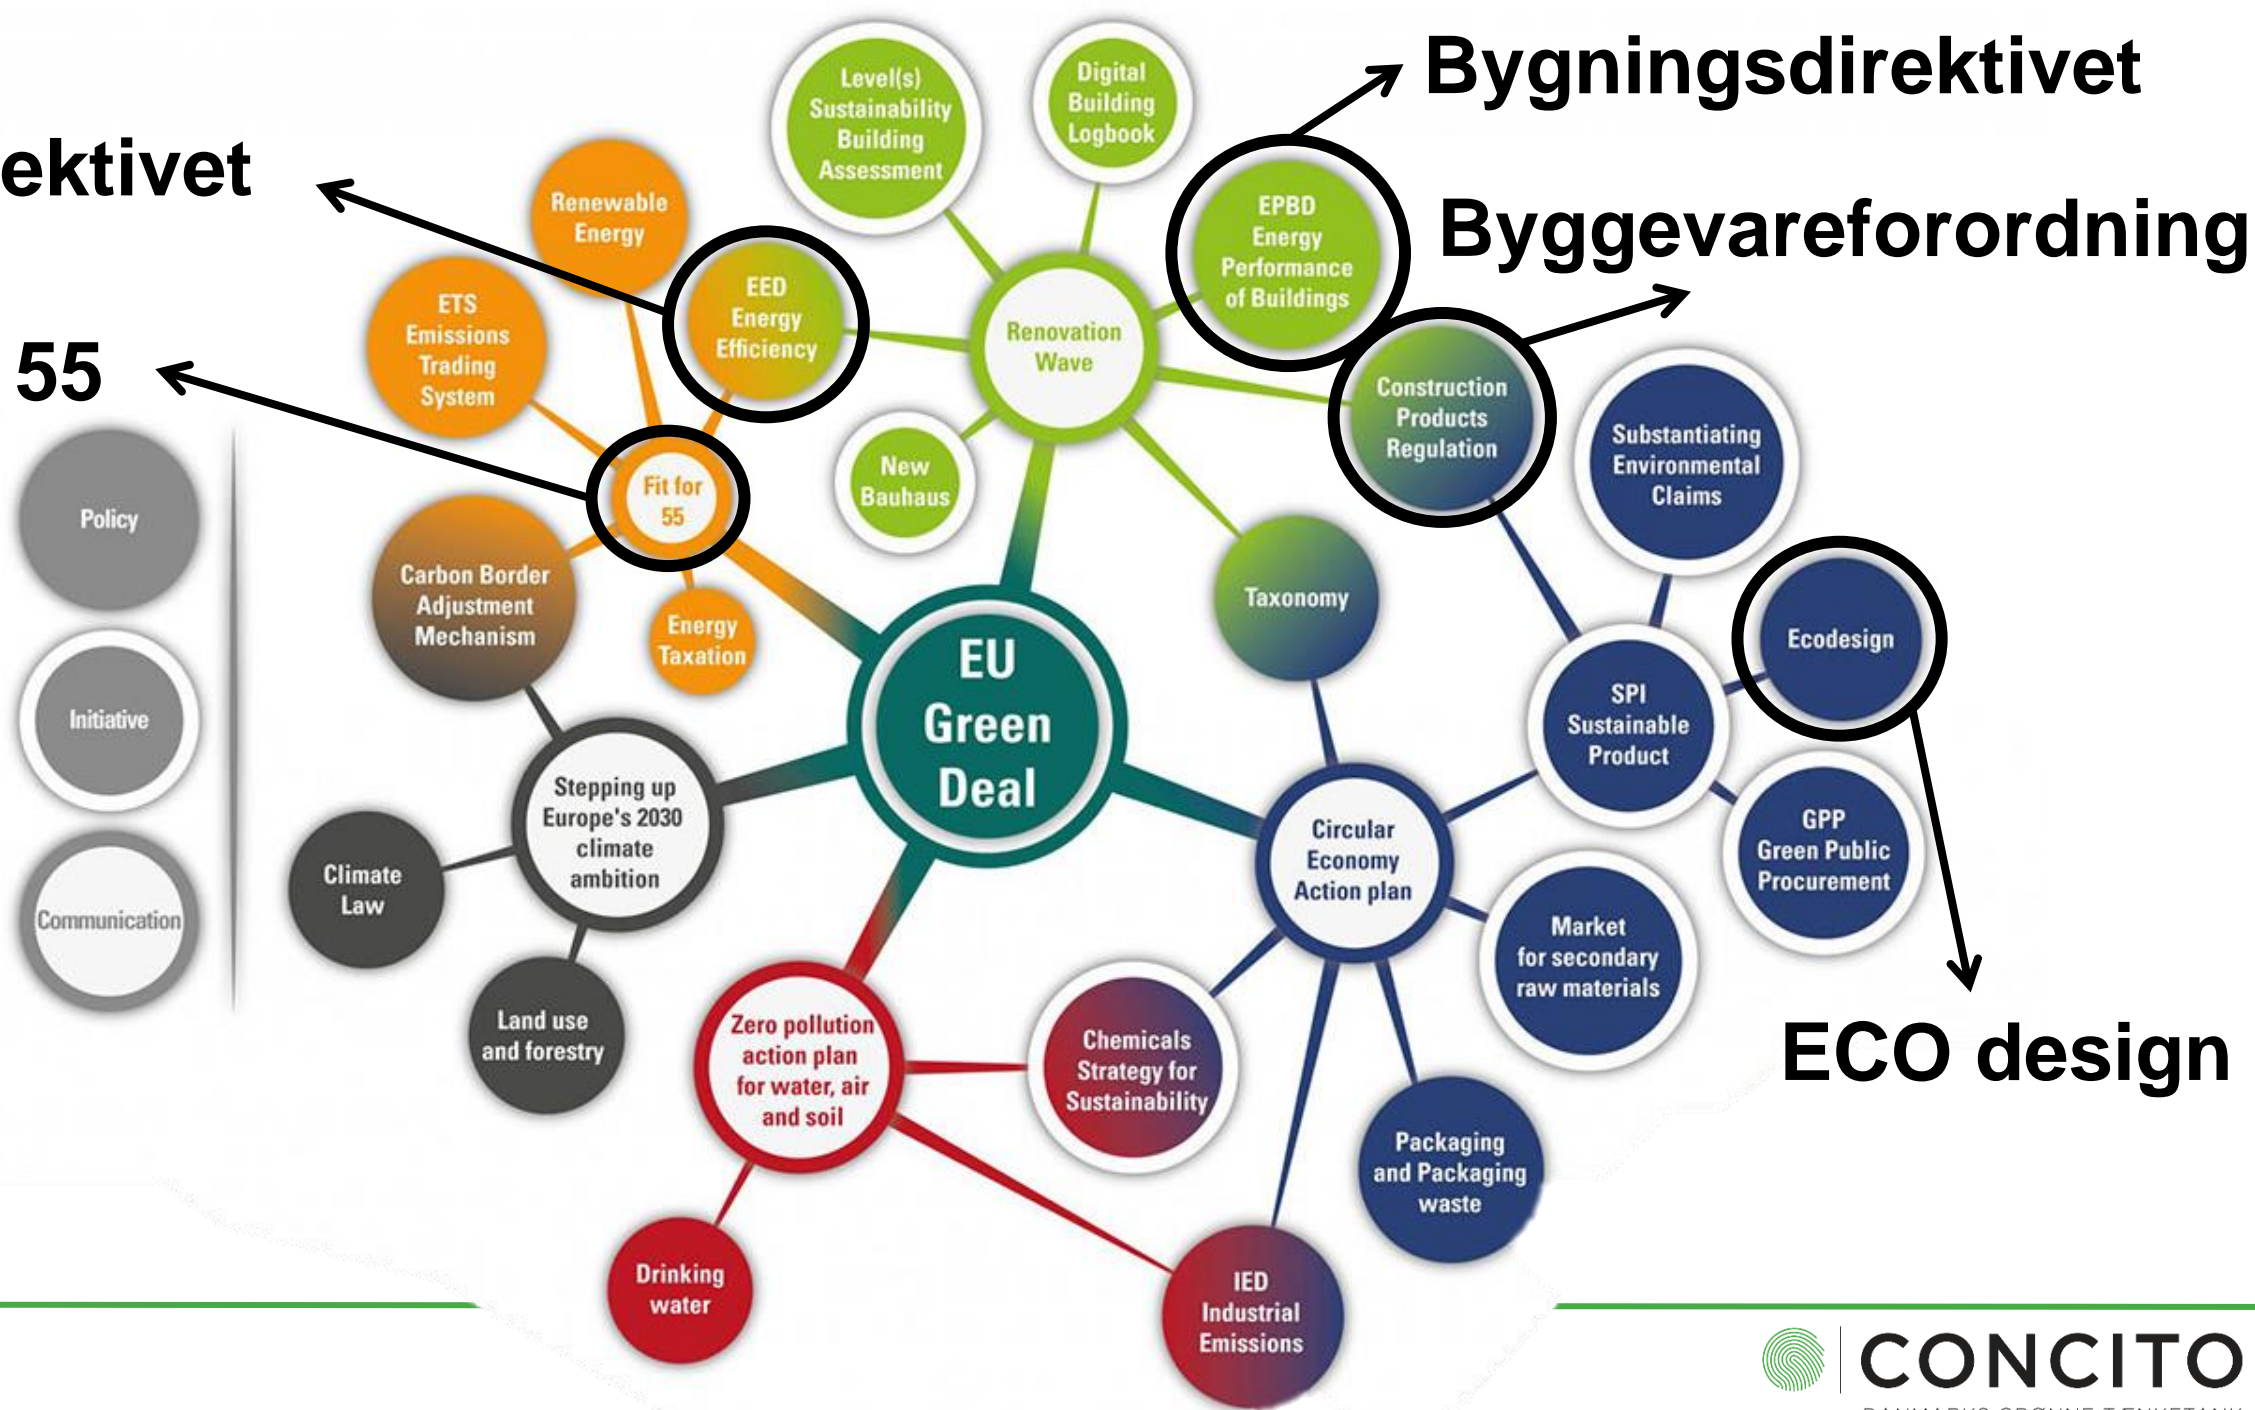 Bygningsdirektivet
ektivet
Byggevareforordning
55
Level(s)
Sustainability
Building
Assessment
Digital
Building
Logbook
EPBD
Energy
Performance
of Buildings
Renewable
Energy
EED
Energy
Efficiency
ETS
Emissions
Trading
System
Renovation
Wave
Construction
Products
Regulation
Substantiating
Environmental
Claims
New
Bauhaus
Fit for
55
Policy
Initiative
Communication
Carbon Border
Adjustment
Mechanism
Energy
Taxation
Taxonomy
Ecodesign
EU
Green
Deal
SPI
Sustainable
Product
GPP
Green Public
Procurement
Stepping up
Europe's 2030
climate
ambition
Circular
Economy
Action plan
Climate
Law
Market
for secondary
raw materials
Land use
and forestry
Zero pollution
action plan
for water, air
and soil
Chemicals
Strategy for
Sustainability
ECO design
Packaging
and Packaging
waste
Drinking
water
IED
Industrial
Emissions
CONCITO
DANMARKS GRØNNE TÆNKETANK